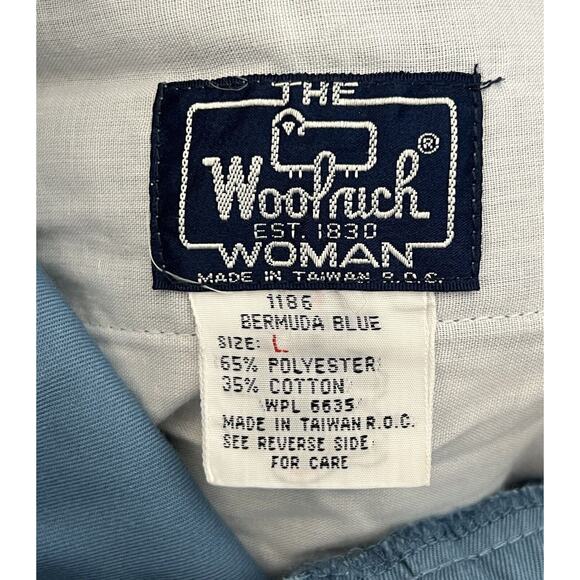 THE
Woolrich®
EST. 1830
WOMAN
MADE IN TAIWAN R.O.C.
1186
BERMUDA BLUE
SIZE: L
65% POLYESTER
35% COTTON
WPL 6635
MADE IN TAIWAN R.O.C.
SEE REVERSE SIDE
FOR CARE